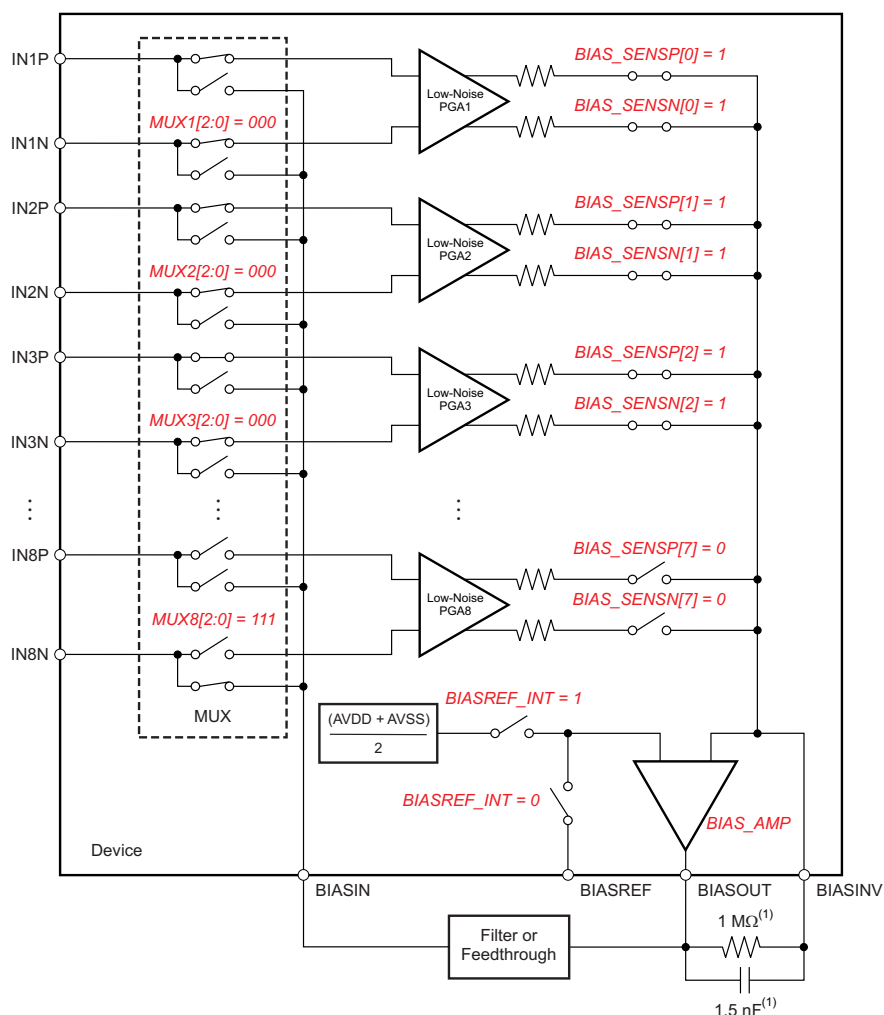 IN1P
BIAS_SENSP[0] = 1
Low-Noise
PGA1
BIAS_SENSN[0] = 1
MUX1[2:0] = 000
IN1N
IN2P
BIAS_SENSP[1] = 1
Low-Noise
PGA2
BIAS_SENSN[1] = 1
MUX2[2:0] = 000
IN2N
IN3P
BIAS_SENSP[2] = 1
Low-Noise
PGA3
BIAS_SENSN[2] = 1
MUX3[2:0] = 000
IN3N
IN8P
BIAS_SENSP[7] = 0
Low-Noise
PGA8
BIAS_SENSN[7] = 0
MUX8[2:0] = 111
IN8N
MUX
BIASREF_INT = 1
(AVDD + AVSS)
2
BIASREF_INT = 0
BIAS_AMP
Device
BIASIN
BIASREF
BIASOUT
BIASINV
Filter or
Feedthrough
1 MΩ(1)
1.5 nF(1)